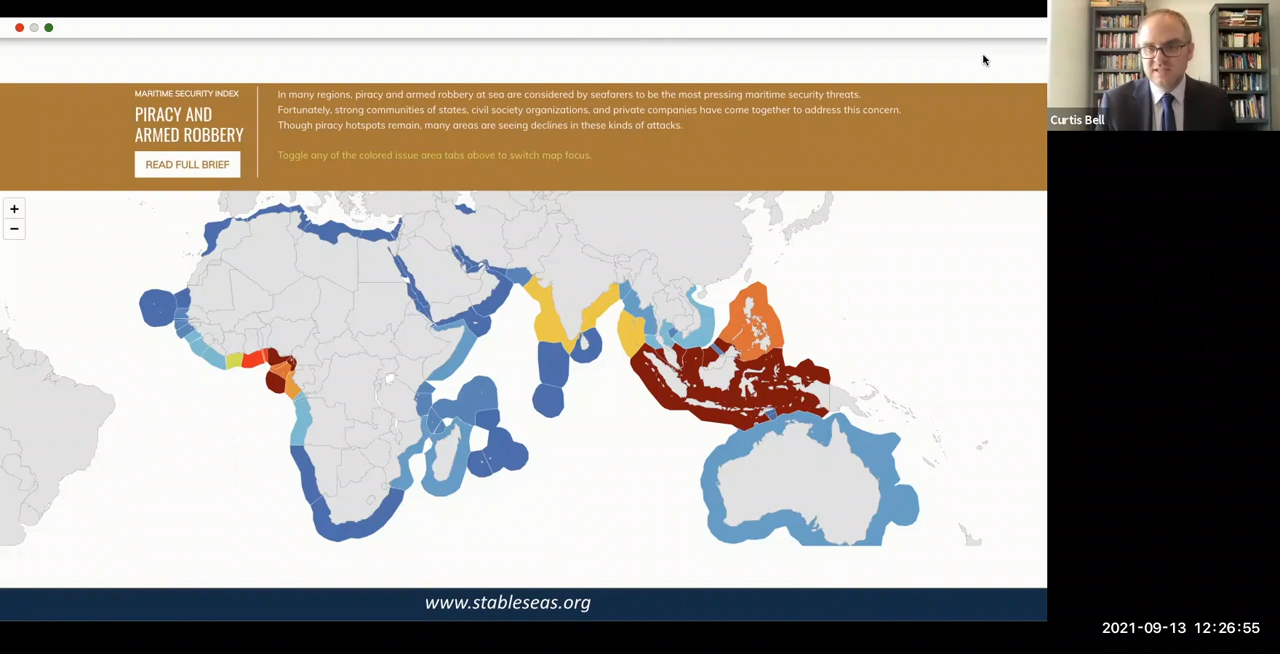 MARITIME SECURITY INDEX
PIRACY AND
ARMED ROBBERY
READ FULL BRIEF
In many regions, piracy and armed robbery at sea are considered by seafarers to be the most pressing maritime security threats.
Fortunately, strong communities of states, civil society organizations, and private companies have come together to address this concern.
Though piracy hotspots remain, many areas are seeing declines in these kinds of attacks.
Toggle any of the colored issue area tabs above to switch map focus.
+
−
Curtis Bell
www.stableseas.org
2021-09-13 12:26:55